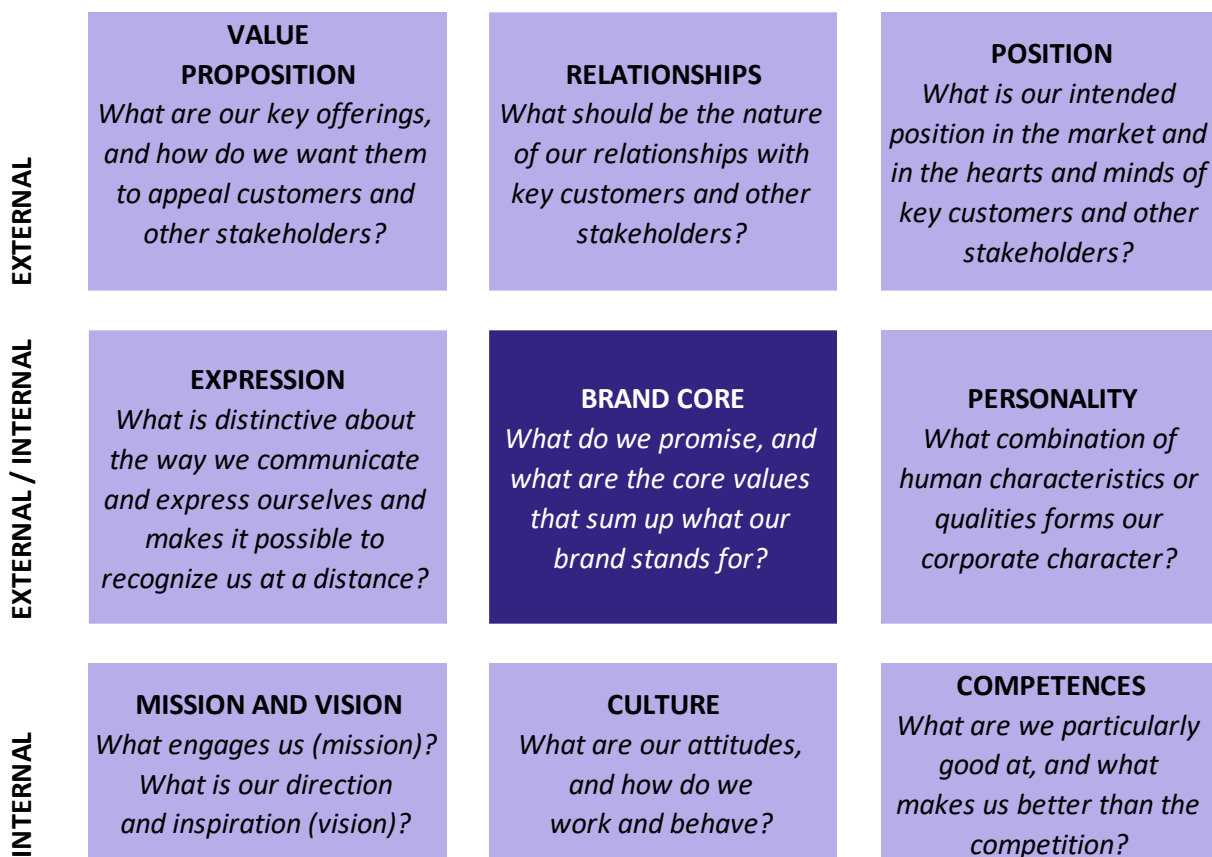 EXTERNAL
VALUE
PROPOSITION
What are our key offerings,
and how do we want them
to appeal customers and
other stakeholders?
RELATIONSHIPS
What should be the nature
of our relationships with
key customers and other
stakeholders?
POSITION
What is our intended
position in the market and
in the hearts and minds of
key customers and other
stakeholders?
EXTERNAL / INTERNAL
EXPRESSION
What is distinctive about
the way we communicate
and express ourselves and
makes it possible to
recognize us at a distance?
BRAND CORE
What do we promise, and
what are the core values
that sum up what our
brand stands for?
PERSONALITY
What combination of
human characteristics or
qualities forms our
corporate character?
INTERNAL
MISSION AND VISION
What engages us (mission)?
What is our direction
and inspiration (vision)?
CULTURE
What are our attitudes,
and how do we
work and behave?
COMPETENCES
What are we particularly
good at, and what
makes us better than the
competition?